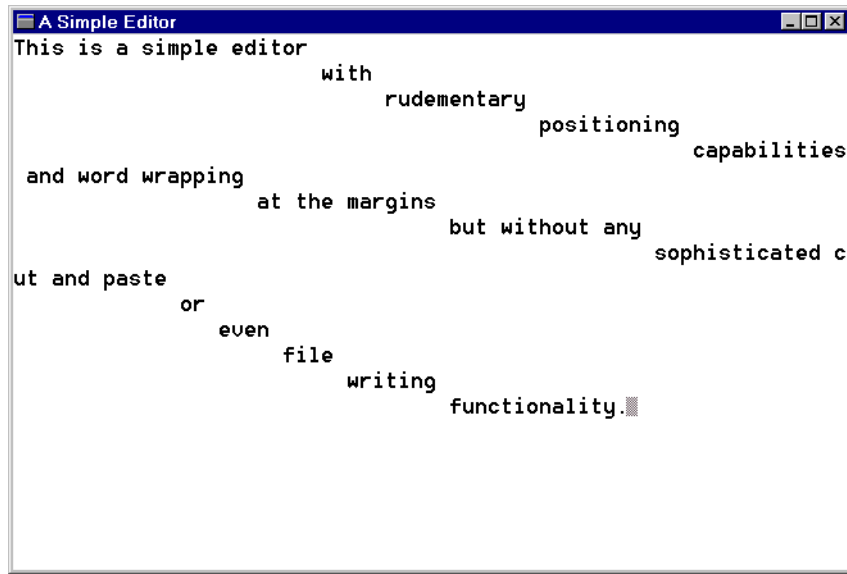 A Simple Editor
This is a simple editor
with
rudementary
positioning
capabilities
and word wrapping
at the margins
but without any
sophisticated c
ut and paste
or
even
file
writing
functionality.